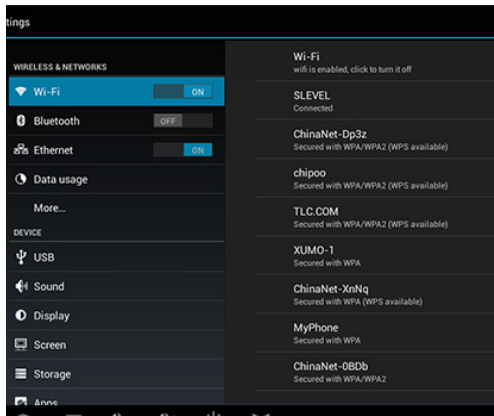 tings
WIRELESS & NETWORKS
Wi-Fi ON
Bluetooth OFF
Ethernet ON
Data usage
More...
DEVICE
USB
Sound
Display
Screen
Storage
Apps
Wi-Fi
wifi is enabled, click to turn it off
SLEVEL
Connected
ChinaNet-Dp3z
Secured with WPA/WPA2 (WPS available)
chipoo
Secured with WPA/WPA2 (WPS available)
TLC.COM
Secured with WPA/WPA2 (WPS available)
XUMO-1
Secured with WPA
ChinaNet-XnNq
Secured with WPA (WPS available)
MyPhone
Secured with WPA
ChinaNet-0BDb
Secured with WPA/WPA2